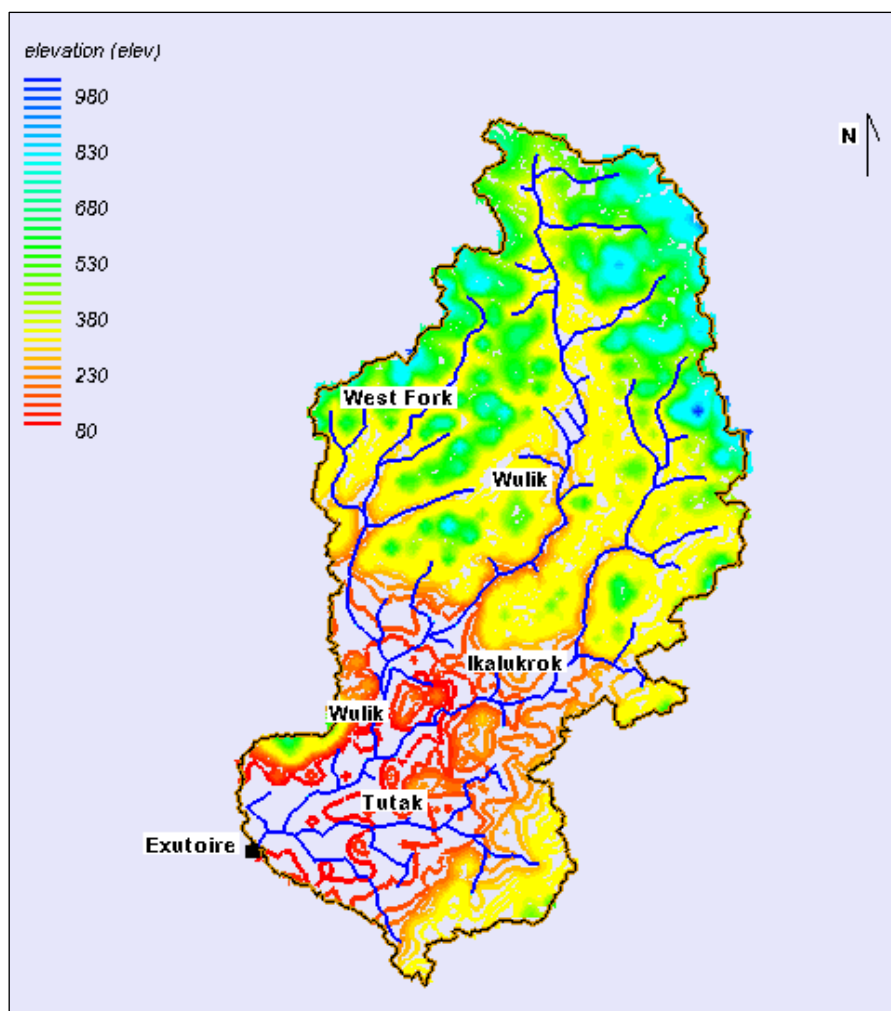 elevation (elev)
980
830
680
530
380
230
80
N
West Fork
Wulik
Ikalukrok
Wulik
Tutak
Exutoire